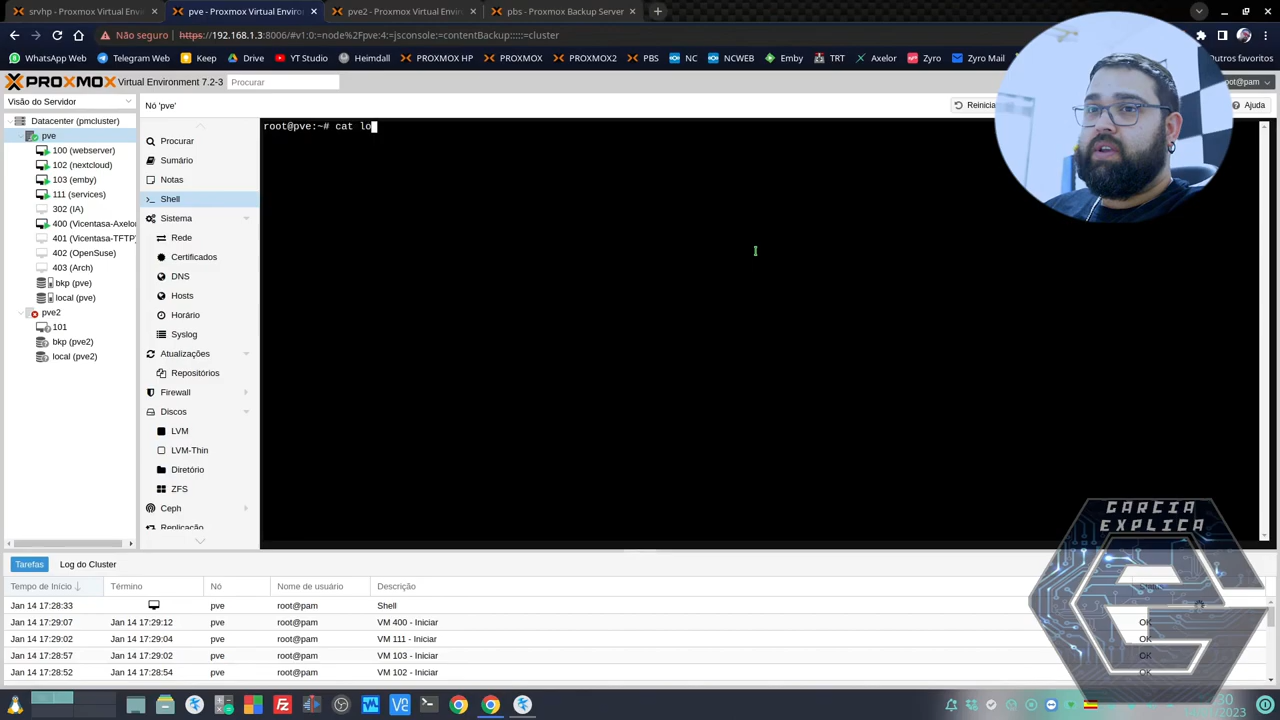 srvhp - Proxmox Virtual Enviro
pve - Proxmox Virtual Environm
pve2 - Proxmox Virtual Environ
pbs - Proxmox Backup Server
Não seguro
https://192.168.1.3:8006/#v1:0:=node%2Fpve:4:=jsconsole:=contentBackup:::::=cluster
WhatsApp Web
Telegram Web
Keep
Drive
YT Studio
Heimdall
PROXMOX HP
PROXMOX
PROXMOX2
PBS
NC
NCWEB
Emby
TRT
Axelor
Zyro
Zyro Mail
Outros favoritos
PROXMOX
Virtual Environment 7.2-3
Procurar
oot@pam
Visão do Servidor
Nó 'pve'
Reinicia
Ajuda
Datacenter (pmcluster)
pve
100 (webserver)
102 (nextcloud)
103 (emby)
111 (services)
302 (IA)
400 (Vicentasa-Axelor
401 (Vicentasa-TFTP)
402 (OpenSuse)
403 (Arch)
bkp (pve)
local (pve)
pve2
101
bkp (pve2)
local (pve2)
Procurar
Sumário
Notas
Shell
Sistema
Rede
Certificados
DNS
Hosts
Horário
Syslog
Atualizações
Repositórios
Firewall
Discos
LVM
LVM-Thin
Diretório
ZFS
Ceph
Replicação
root@pve:~# cat lo
GARCIA
EXPLICA
Tarefas
Log do Cluster
Tempo de Início
Término
Nó
Nome de usuário
Descrição
Jan 14 17:28:33
pve
root@pam
Shell
Jan 14 17:29:07
Jan 14 17:29:12
pve
root@pam
VM 400 - Iniciar
OK
Jan 14 17:29:02
Jan 14 17:29:04
pve
root@pam
VM 111 - Iniciar
OK
Jan 14 17:28:57
Jan 14 17:29:02
pve
root@pam
VM 103 - Iniciar
OK
Jan 14 17:28:52
Jan 14 17:28:54
pve
root@pam
VM 102 - Iniciar
OK